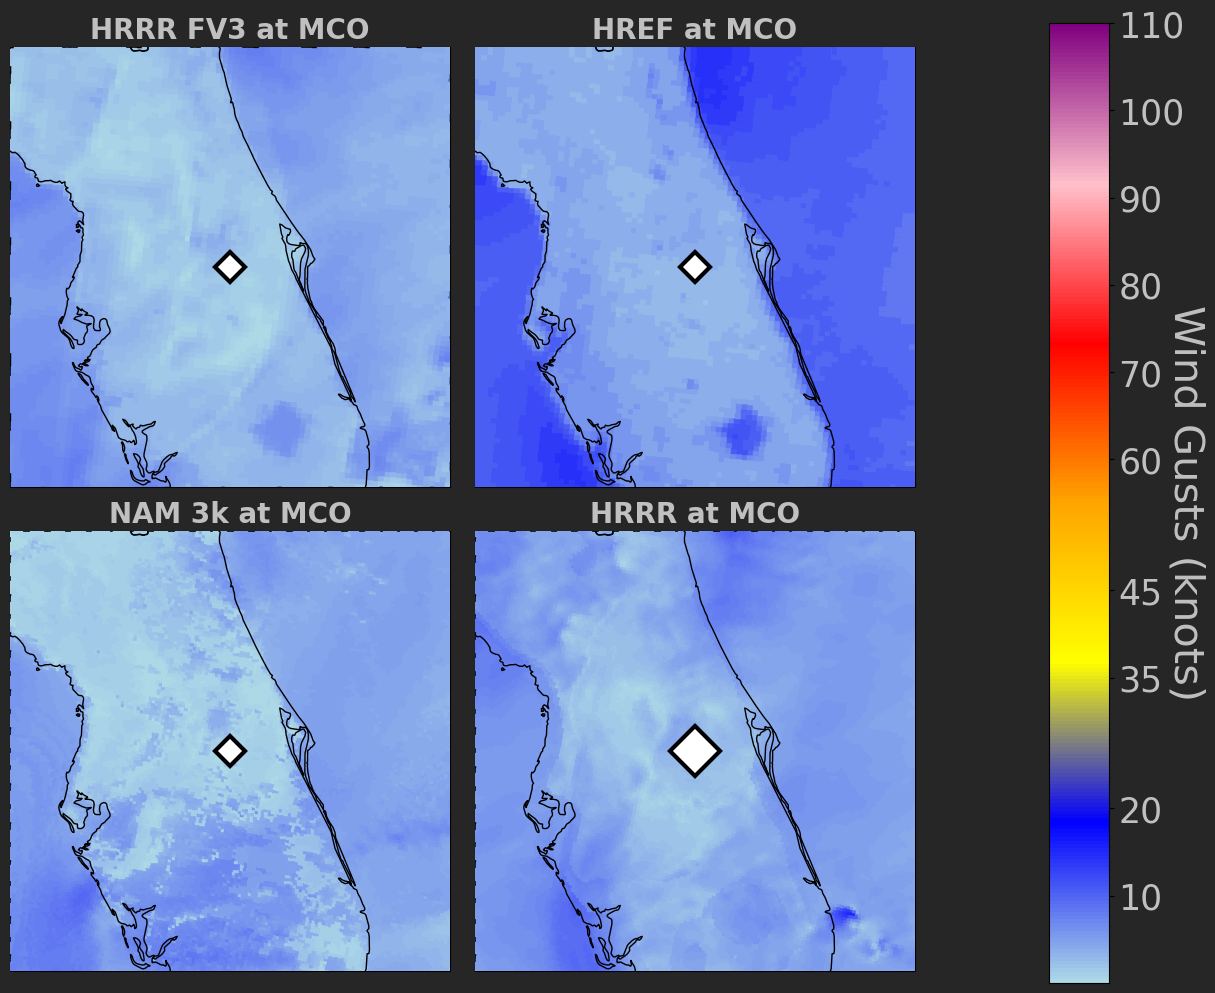 HRRR FV3 at MCO
HREF at MCO
NAM 3k at MCO
HRRR at MCO
110
100
90
80
70
60
45
35
20
10
Wind Gusts (knots)